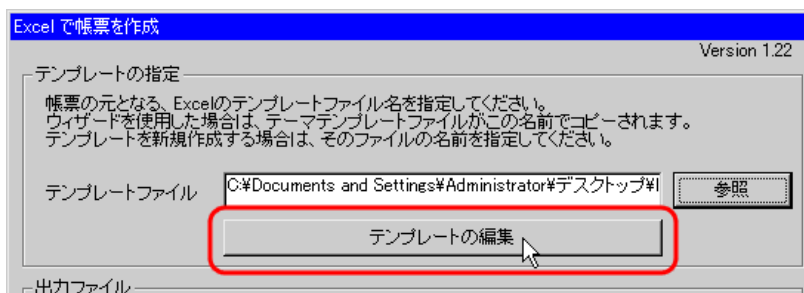 Excel で帳票を作成
Version 1.22
テンプレートの指定
帳票の元となる、Excelのテンプレートファイル名を指定してください。
ウィザードを使用した場合は、テーマテンプレートファイルがこの名前でコピーされます。
テンプレートを新規作成する場合は、そのファイルの名前を指定してください。
テンプレートファイル C:¥Documents and Settings¥Administrator¥デスクトップ¥I 参照
テンプレートの編集
出力ファイル